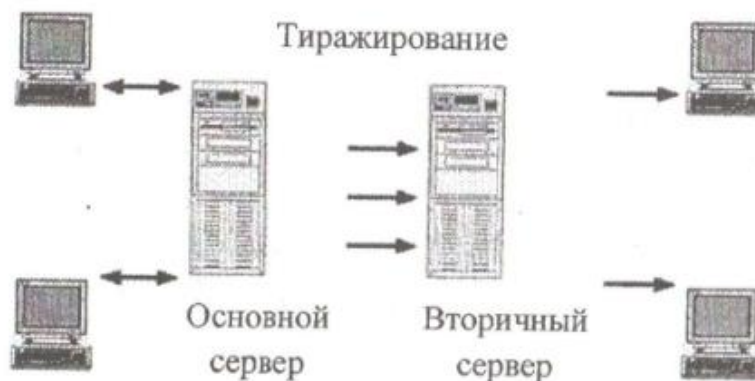 Тиражирование
Основной
сервер
Вторичный
сервер